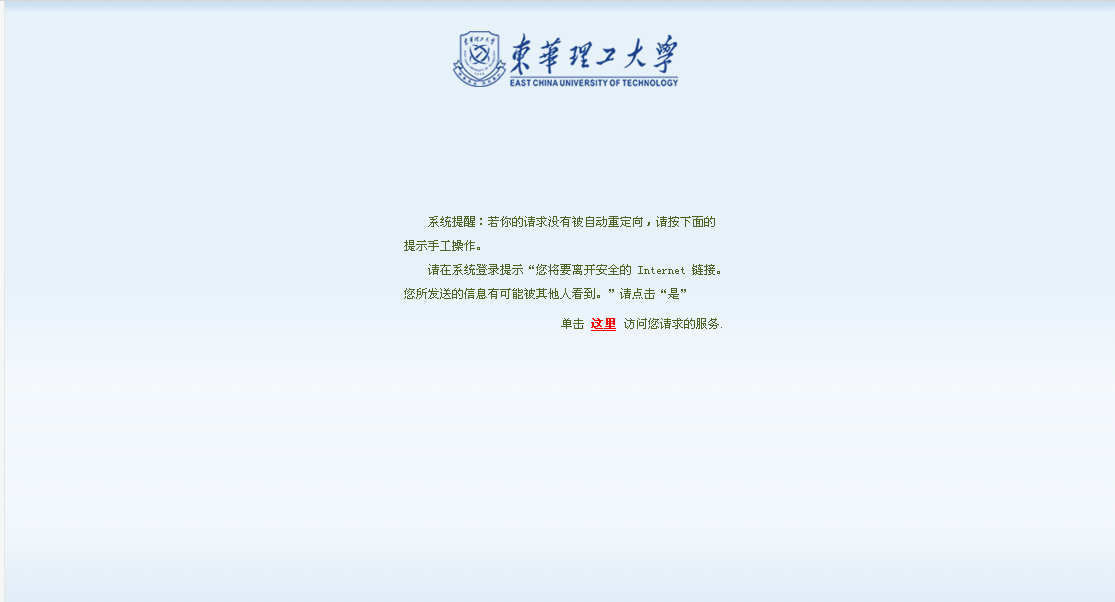 東華理工大學
EAST CHINA UNIVERSITY OF TECHNOLOGY
系统提醒：若你的请求没有被自动重定向，请按下面的
提示手工操作。
请在系统登录提示“您将要离开安全的 Internet 链接。
您所发送的信息有可能被其他人看到。”请点击“是”
单击 这里 访问您请求的服务.